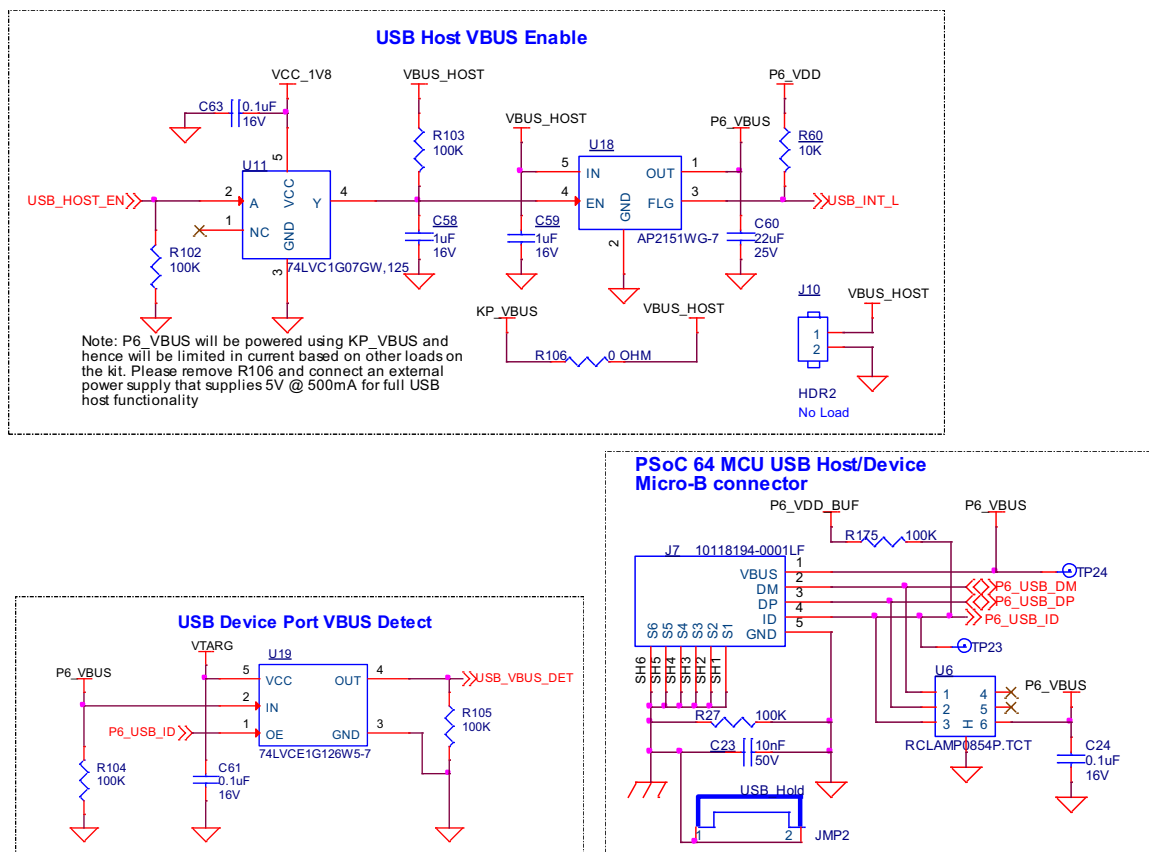 USB Host VBUS Enable
VCC_1V8
VBUS_HOST
P6_VDD
C63
0.1uF
16V
R103
100K
VBUS_HOST
P6_VBUS
R60
10K
U11
U18
5
VCC
5
IN
OUT
1
USB_HOST_EN
2
A
Y
4
4
EN
FLG
3
USB_INT_L
1
NC
GND
GND
R102
100K
3
74LVC1G07GW,125
C58
1uF
16V
C59
1uF
16V
2
AP2151WG-7
C60
22uF
25V
KP_VBUS
VBUS_HOST
R106
0 OHM
J10
VBUS_HOST
1
2
HDR2
No Load
Note: P6_VBUS will be powered using KP_VBUS and
hence will be limited in current based on other loads on
the kit. Please remove R106 and connect an external
power supply that supplies 5V @ 500mA for full USB
host functionality
PSoC 64 MCU USB Host/Device
Micro-B connector
P6_VDD_BUF
P6_VBUS
R175
100K
J7
10118194-0001LF
VBUS
1
TP24
DM
2
P6_USB_DM
DP
3
P6_USB_DP
ID
4
P6_USB_ID
GND
5
S6
S5
S4
S3
S2
S1
SH6
SH5
SH4
SH3
SH2
SH1
TP23
U6
P6_VBUS
1
4
2
5
3
6
H
RCLAMP0854P.TCT
C24
0.1uF
16V
R27
100K
C23
10nF
50V
USB_Hold
1
2
JMP2
USB Device Port VBUS Detect
VTARG
U19
P6_VBUS
5
VCC
OUT
4
USB_VBUS_DET
2
IN
P6_USB_ID
1
OE
GND
3
74LVCE1G126W5-7
R105
100K
R104
100K
C61
0.1uF
16V